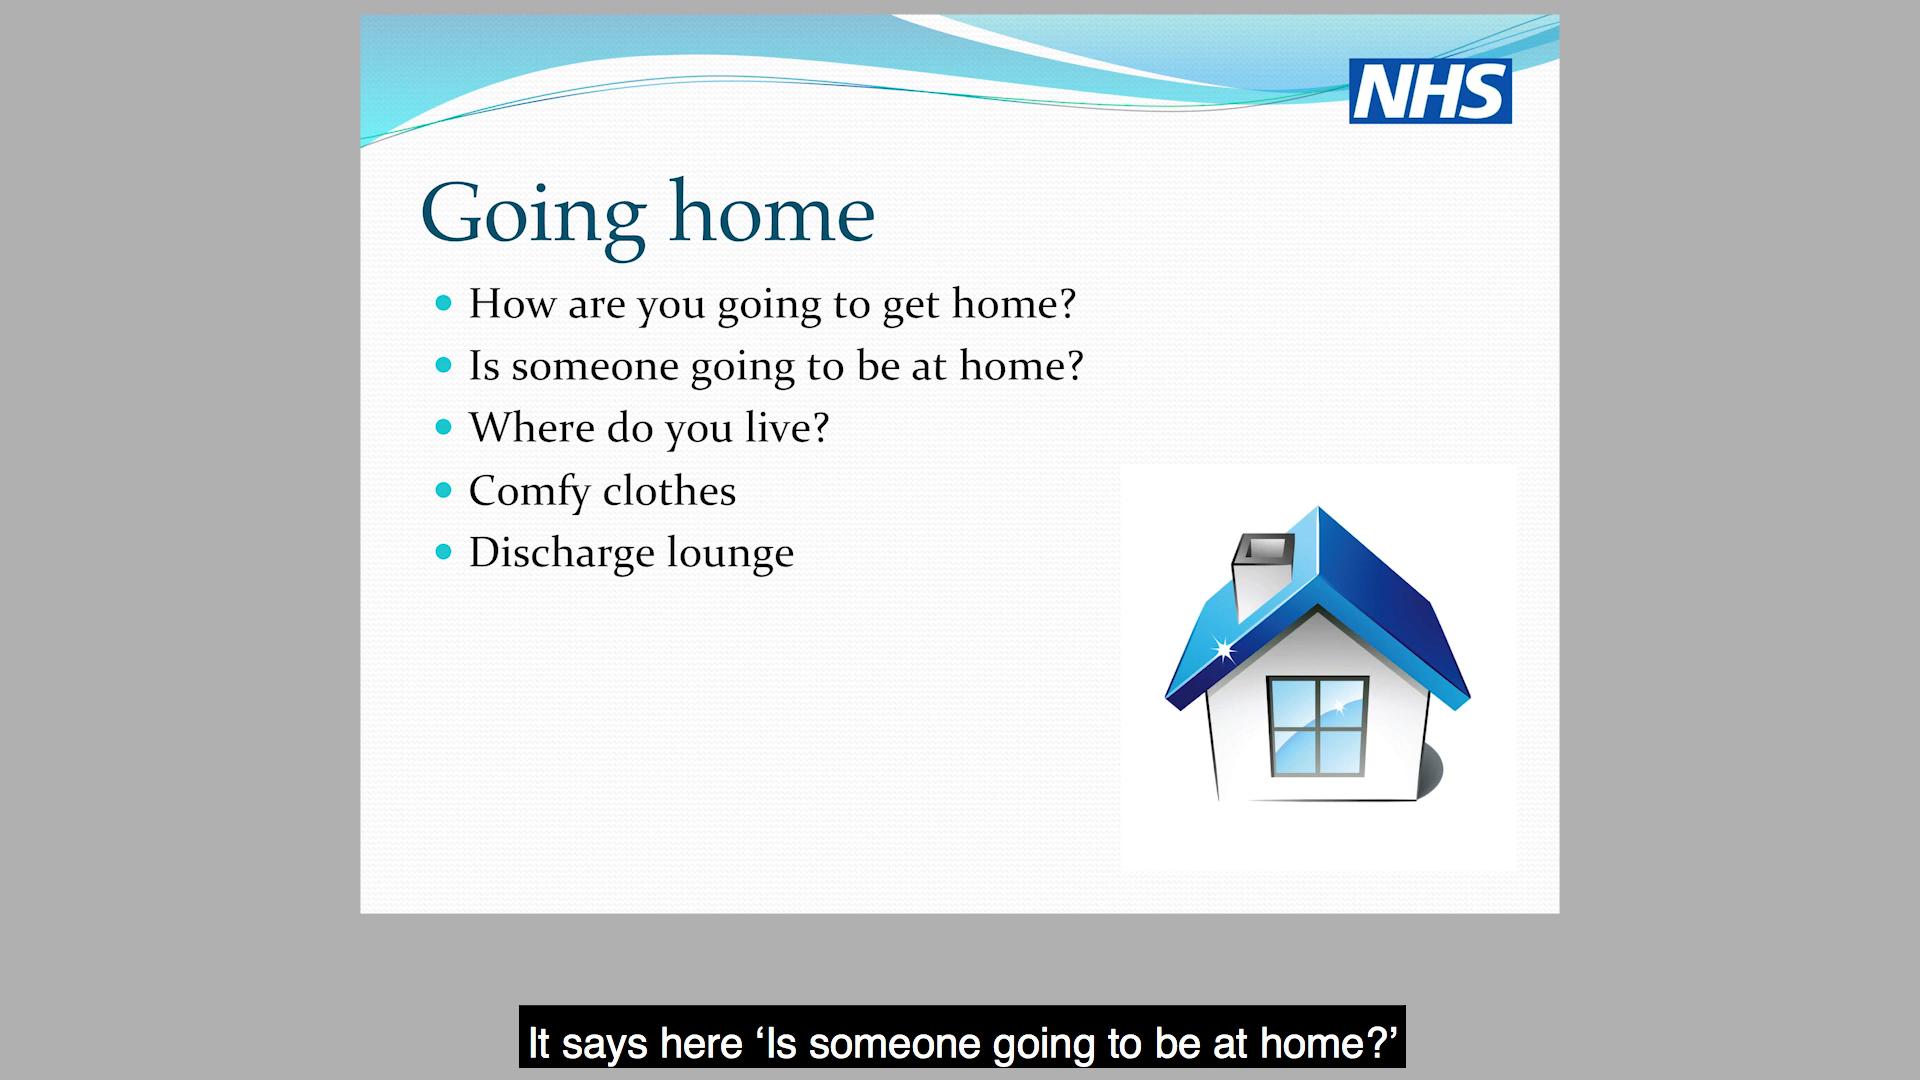 NHS
Going home
How are you going to get home?
Is someone going to be at home?
Where do you live?
Comfy clothes
Discharge lounge
It says here ‘Is someone going to be at home?’